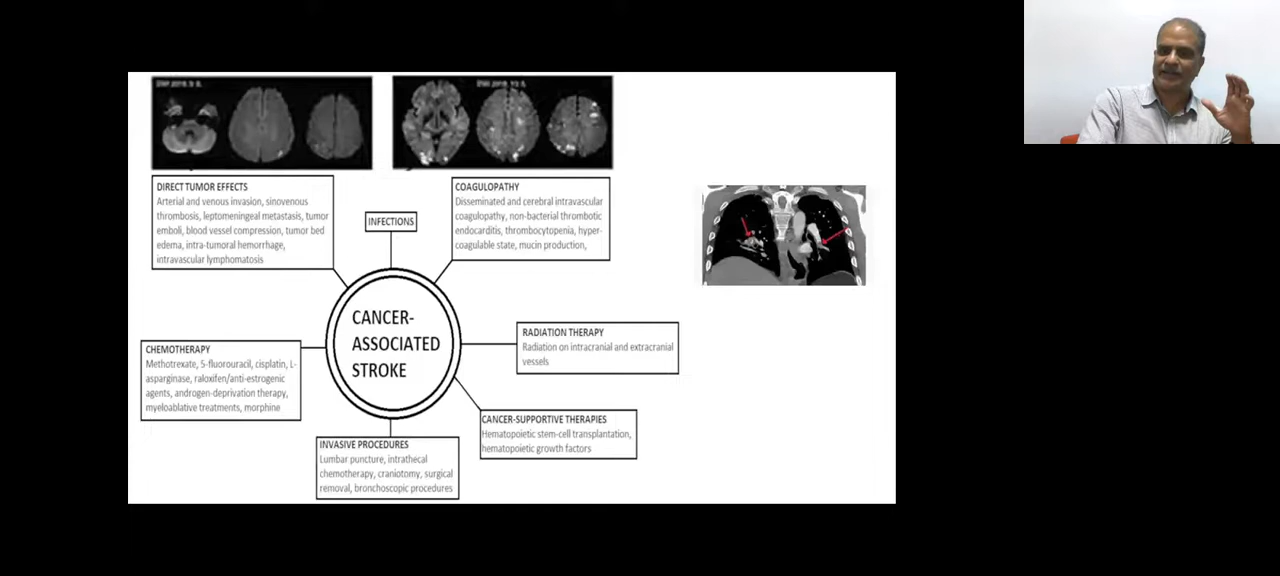 DIRECT TUMOR EFFECTS
Arterial and venous invasion, sinovenous
thrombosis, leptomeningeal metastasis, tumor
emboli, blood vessel compression, tumor bed
edema, intra-tumoral hemorrhage,
intravascular lymphomatosis
INFECTIONS
COAGULOPATHY
Disseminated and cerebral intravascular
coagulopathy, non-bacterial thrombotic
endocarditis, thrombocytopenia, hyper-
coagulable state, mucin production,
CANCER-
ASSOCIATED
STROKE
RADIATION THERAPY
Radiation on intracranial and extracranial
vessels
CHEMOTHERAPY
Methotrexate, 5-fluorouracil, cisplatin, L-
asparginase, raloxifen/anti-estrogenic
agents, androgen-deprivation therapy,
myeloablative treatments, morphine
CANCER-SUPPORTIVE THERAPIES
Hematopoietic stem-cell transplantation,
hematopoietic growth factors
INVASIVE PROCEDURES
Lumbar puncture, intrathecal
chemotherapy, craniotomy, surgical
removal, bronchoscopic procedures